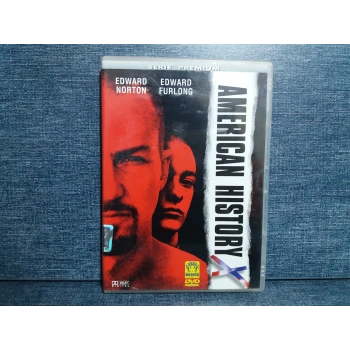 SERIE PREMIUM
EDWARD
NORTON
EDWARD
FURLONG
AMERICAN HISTORY X
DVD